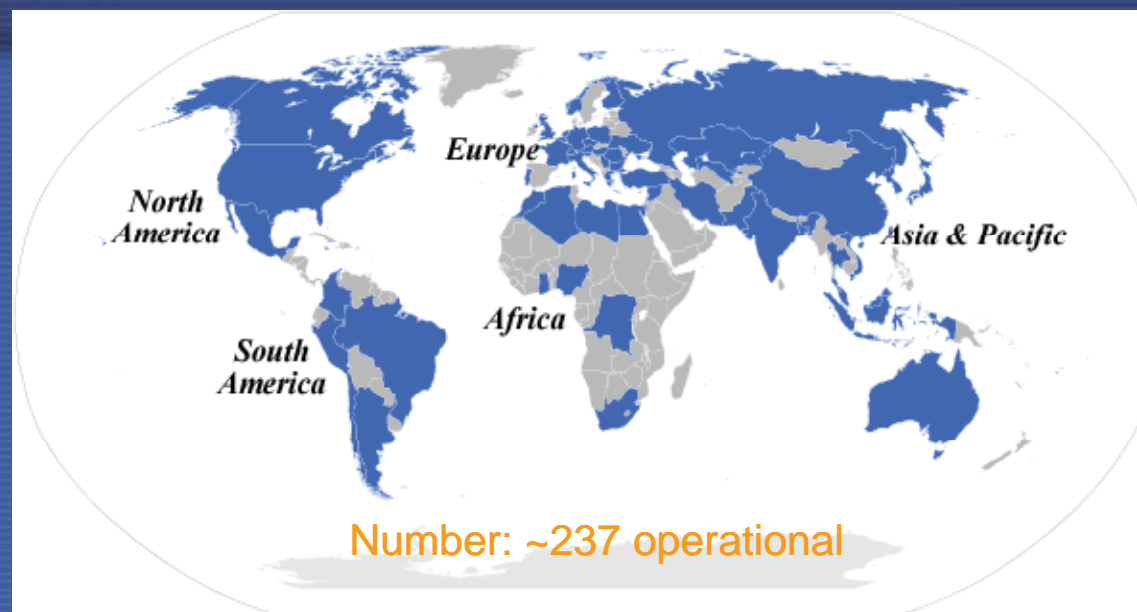 Europe
North
America
Asia & Pacific
Africa
South
America
Number: ~237 operational